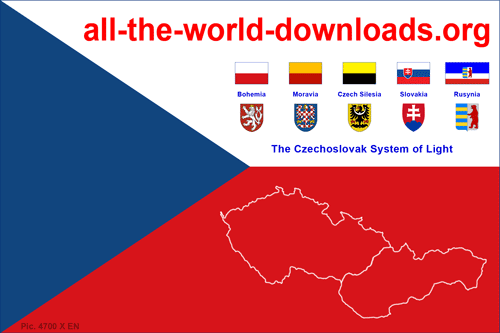 all-the-world-downloads.org
Bohemia Moravia Czech Silesia Slovakia Rusynia
The Czechoslovak System of Light
Pic. 4700 X EN